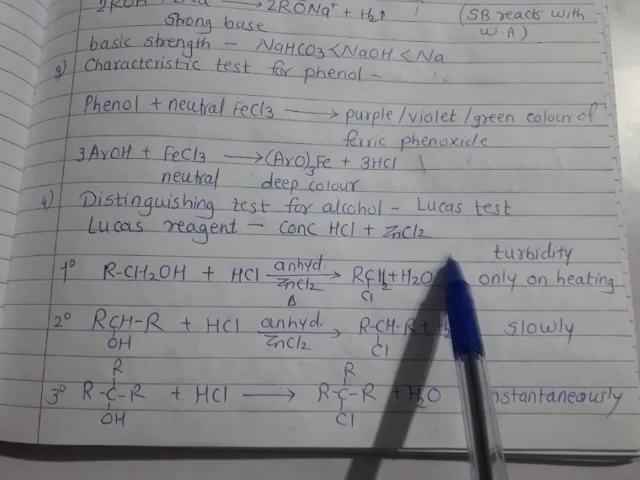 2ROH → 2RONa⁺ + H₂↑ (SB reacts with
strong base W.A)
basic strength - NaHCO₃ < NaOH < Na
3) Characteristic test for phenol -
Phenol + neutral FeCl₃ → purple/violet/green colour of
ferric phenoxide
3ArOH + FeCl₃ → (ArO)₃Fe + 3HCl
neutral deep colour
4) Distinguishing test for alcohol - Lucas test
Lucas reagent - conc HCl + ZnCl₂
turbidity
1° R-CH₂OH + HCl anhyd. ZnCl₂ Δ → RCH₂ + H₂O only on heating
Cl
2° RCH-R + HCl anhyd. ZnCl₂ → R-CH-R + slowly
OH Cl
R R
3° R-C-R + HCl → R-C-R + H₂O instantaneously
OH Cl